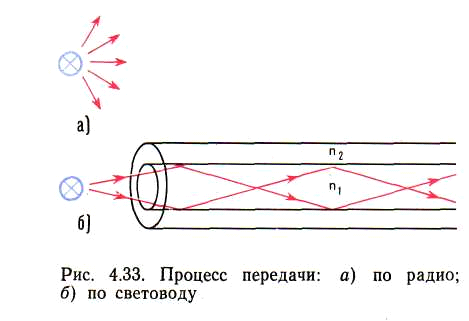 а)
n2
n1
б)
Рис. 4.33. Процесс передачи: а) по радио;
б) по световоду